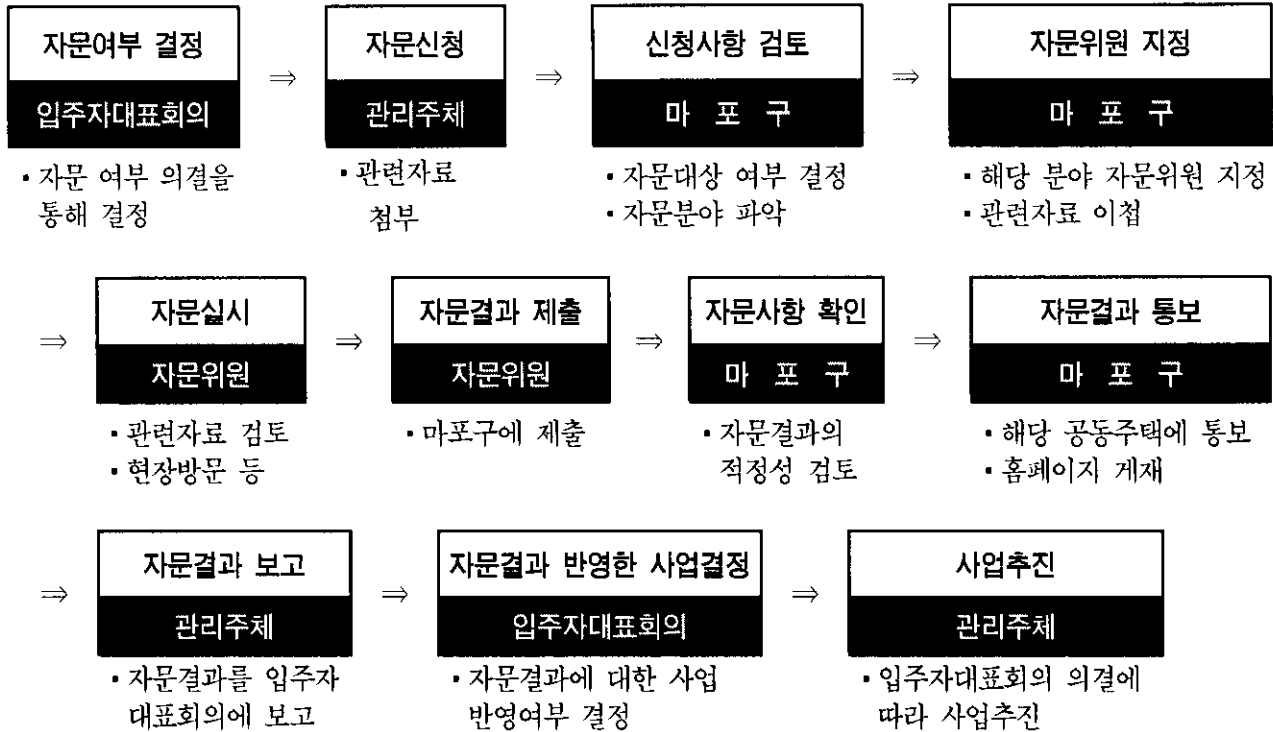 자문여부 결정 ⇒ 자문신청 ⇒ 신청사항 검토 ⇒ 자문위원 지정
입주자대표회의 관리주체 마 포 구 마 포 구
▪ 자문 여부 의결을 ▪ 관련자료 ▪ 자문대상 여부 결정 ▪ 해당 분야 자문위원 지정
통해 결정 첨부 ▪ 자문분야 파악 ▪ 관련자료 이첩
⇒ 자문실시 ⇒ 자문결과 제출 ⇒ 자문사항 확인 ⇒ 자문결과 통보
자문위원 자문위원 마 포 구 마 포 구
▪ 관련자료 검토 ▪ 마포구에 제출 ▪ 자문결과의 ▪ 해당 공동주택에 통보
▪ 현장방문 등 적정성 검토 ▪ 홈페이지 게재
⇒ 자문결과 보고 ⇒ 자문결과 반영한 사업결정 ⇒ 사업추진
관리주체 입주자대표회의 관리주체
▪ 자문결과를 입주자 ▪ 자문결과에 대한 사업 ▪ 입주자대표회의 의결에
대표회의에 보고 반영여부 결정 따라 사업추진